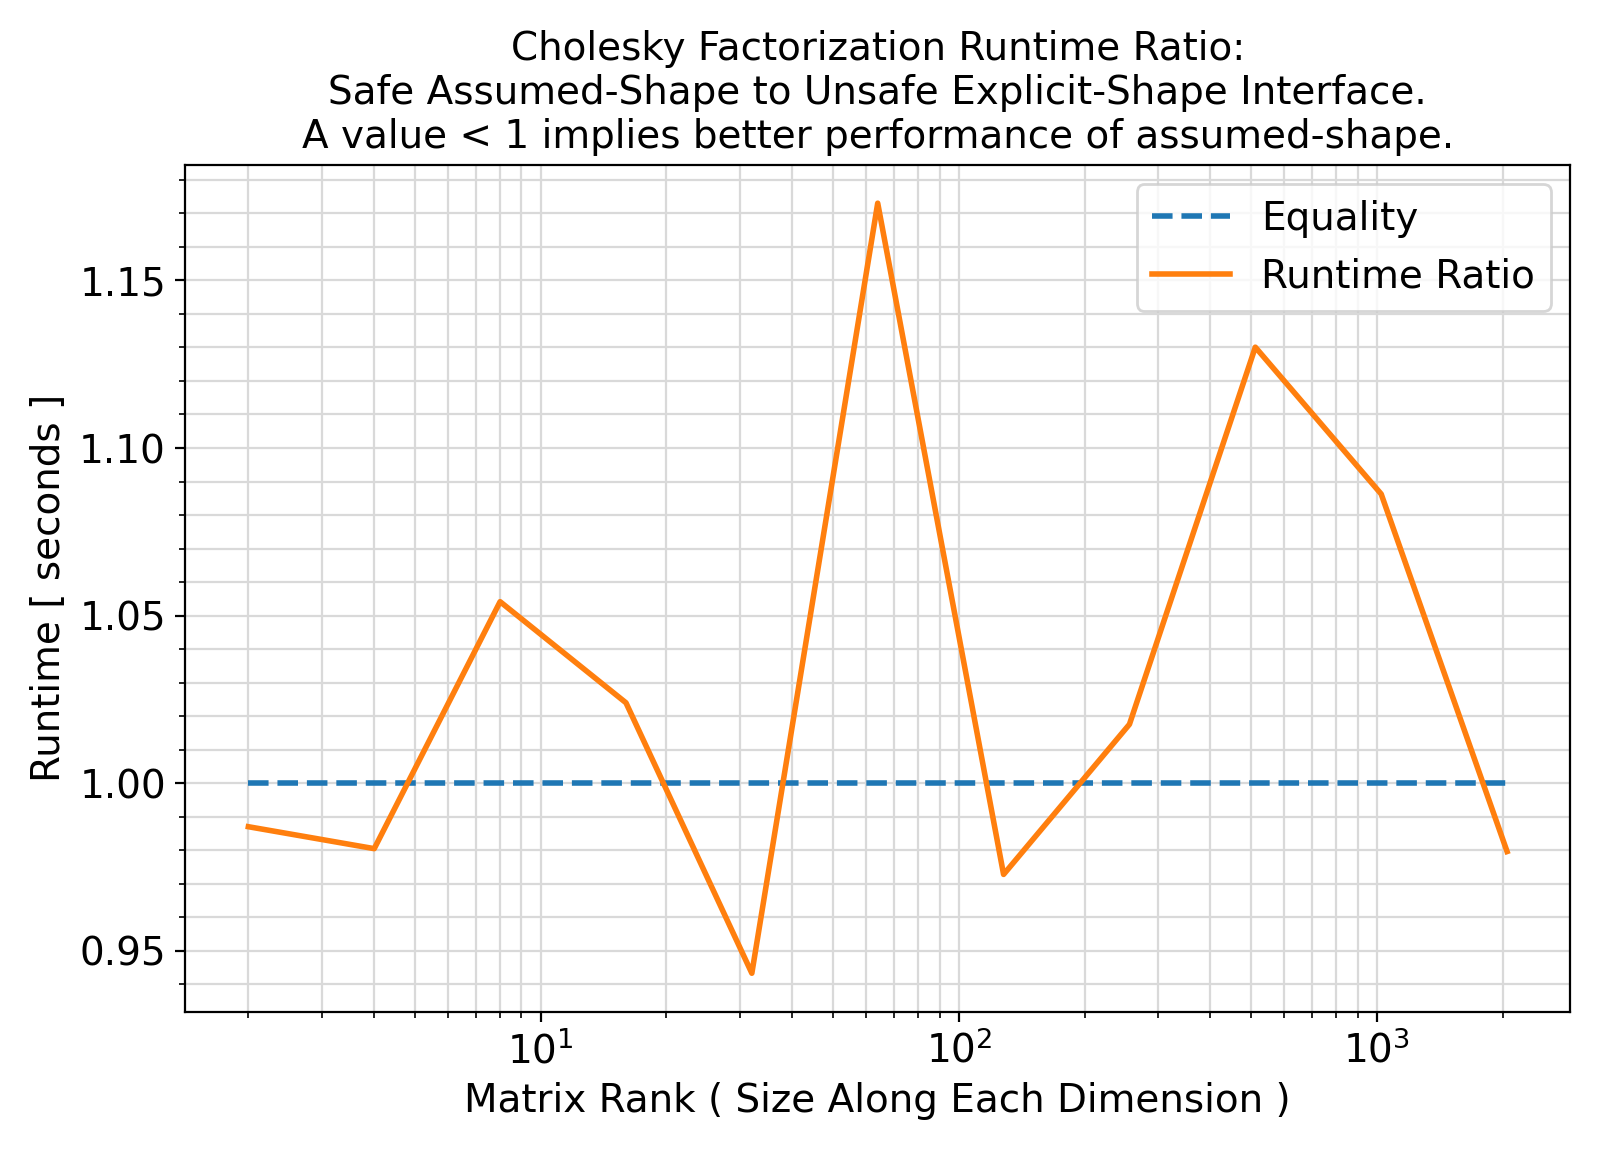 Cholesky Factorization Runtime Ratio:
Safe Assumed-Shape to Unsafe Explicit-Shape Interface.
A value < 1 implies better performance of assumed-shape.
Equality
Runtime Ratio
Runtime [ seconds ]
1.15
1.10
1.05
1.00
0.95
10¹ 10² 10³
Matrix Rank ( Size Along Each Dimension )